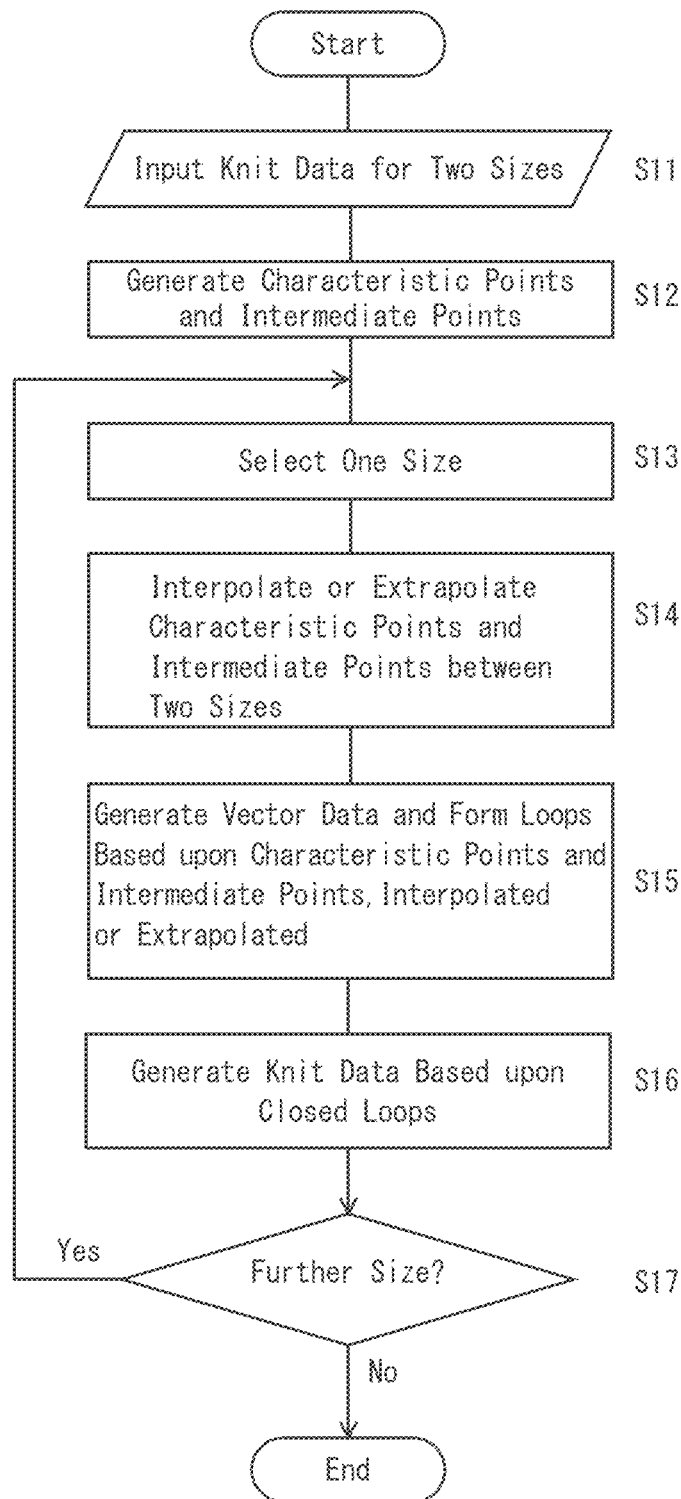 Start
Input Knit Data for Two Sizes
S11
Generate Characteristic Points
and Intermediate Points
S12
Select One Size
S13
Interpolate or Extrapolate
Characteristic Points and
Intermediate Points between
Two Sizes
S14
Generate Vector Data and Form Loops
Based upon Characteristic Points and
Intermediate Points, Interpolated
or Extrapolated
S15
Generate Knit Data Based upon
Closed Loops
S16
Yes
Further Size?
S17
No
End